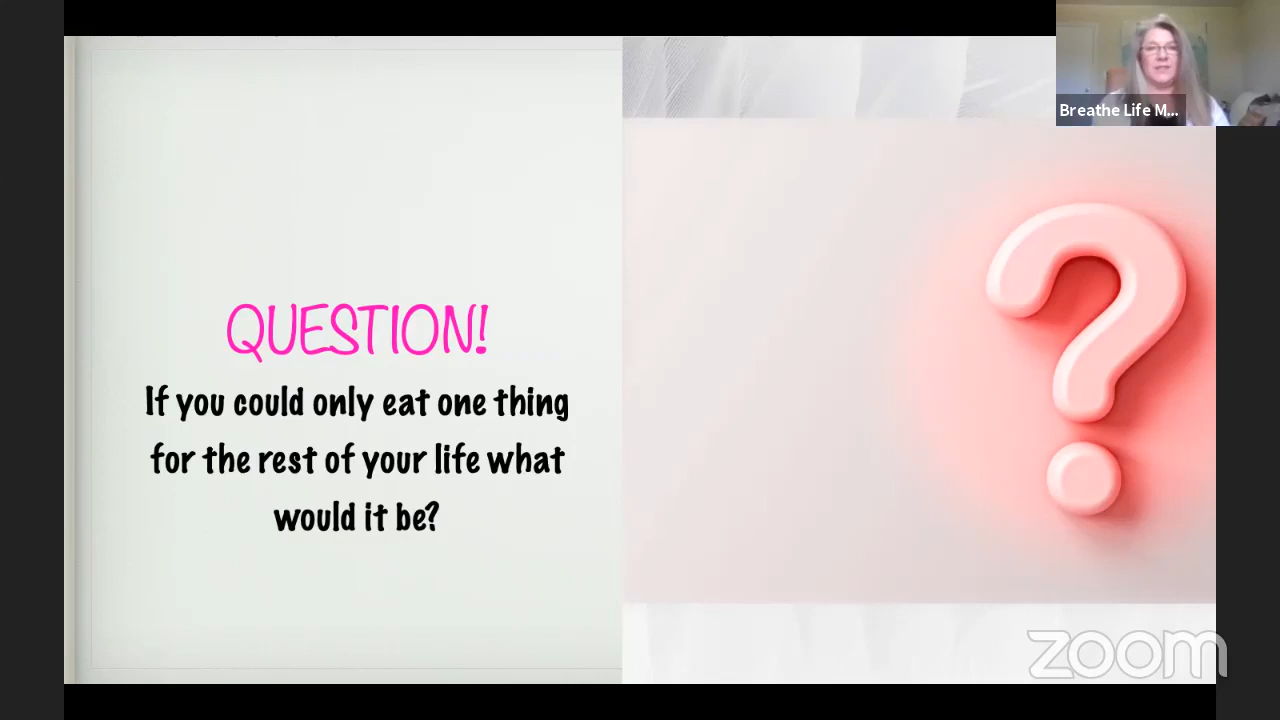 Breathe Life M...
QUESTION!
If you could only eat one thing
for the rest of your life what
would it be?
zoom